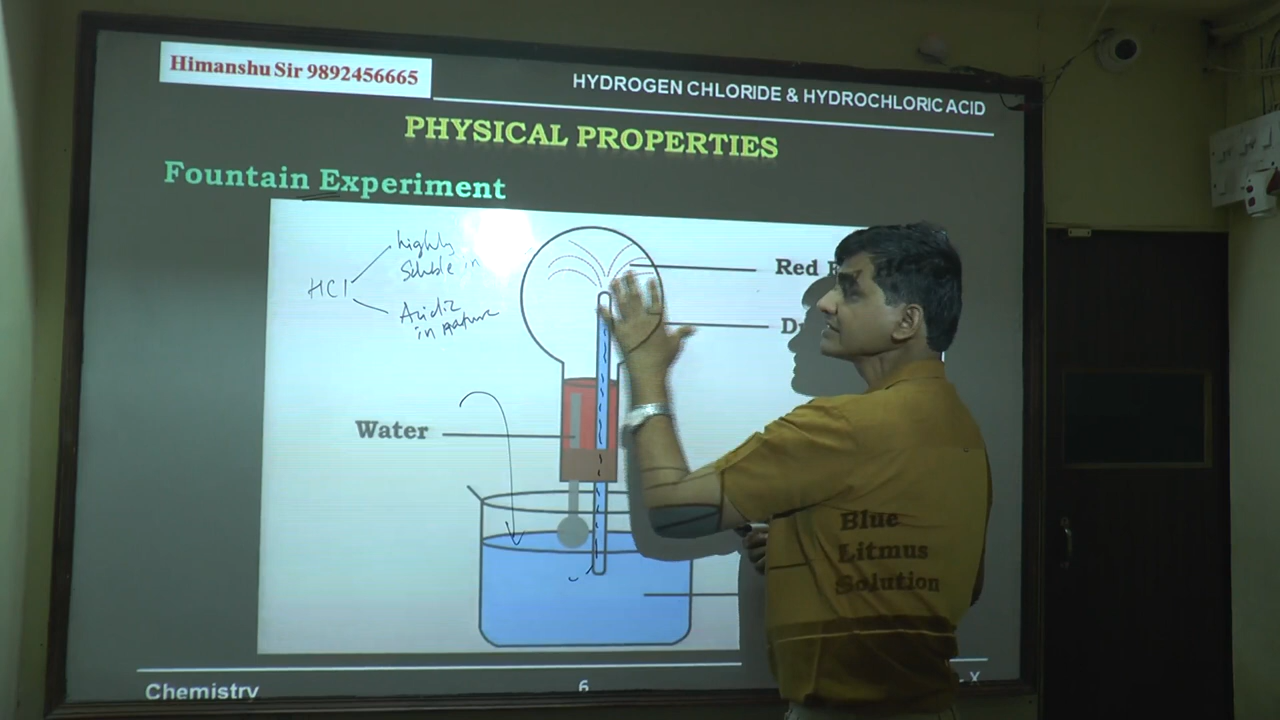 Himanshu Sir 9892456665
HYDROGEN CHLORIDE & HYDROCHLORIC ACID
PHYSICAL PROPERTIES
Fountain Experiment
highly
Soluble in
HCl
Acidic
in nature
Red
Water
Blue
Litmus
Solution
Chemistry
6
X